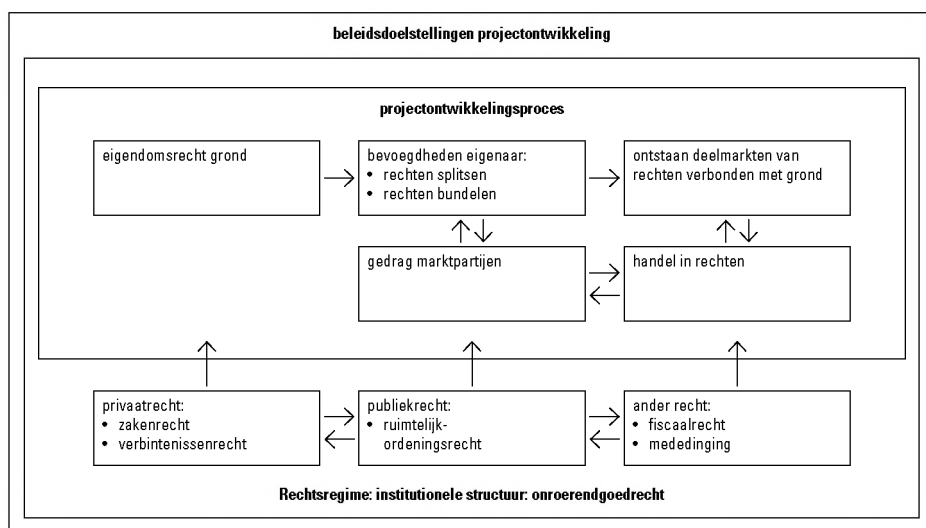 beleidsdoelstellingen projectontwikkeling
projectontwikkelingsproces
eigendomsrecht grond
bevoegdheden eigenaar:
• rechten splitsen
• rechten bundelen
ontstaan deelmarkten van
rechten verbonden met grond
gedrag marktpartijen
handel in rechten
privaatrecht:
• zakenrecht
• verbintenissenrecht
publiekrecht:
• ruimtelijk-
ordeningsrecht
ander recht:
• fiscaalrecht
• mededinging
Rechtsregime: institutionele structuur: onroerendgoedrecht